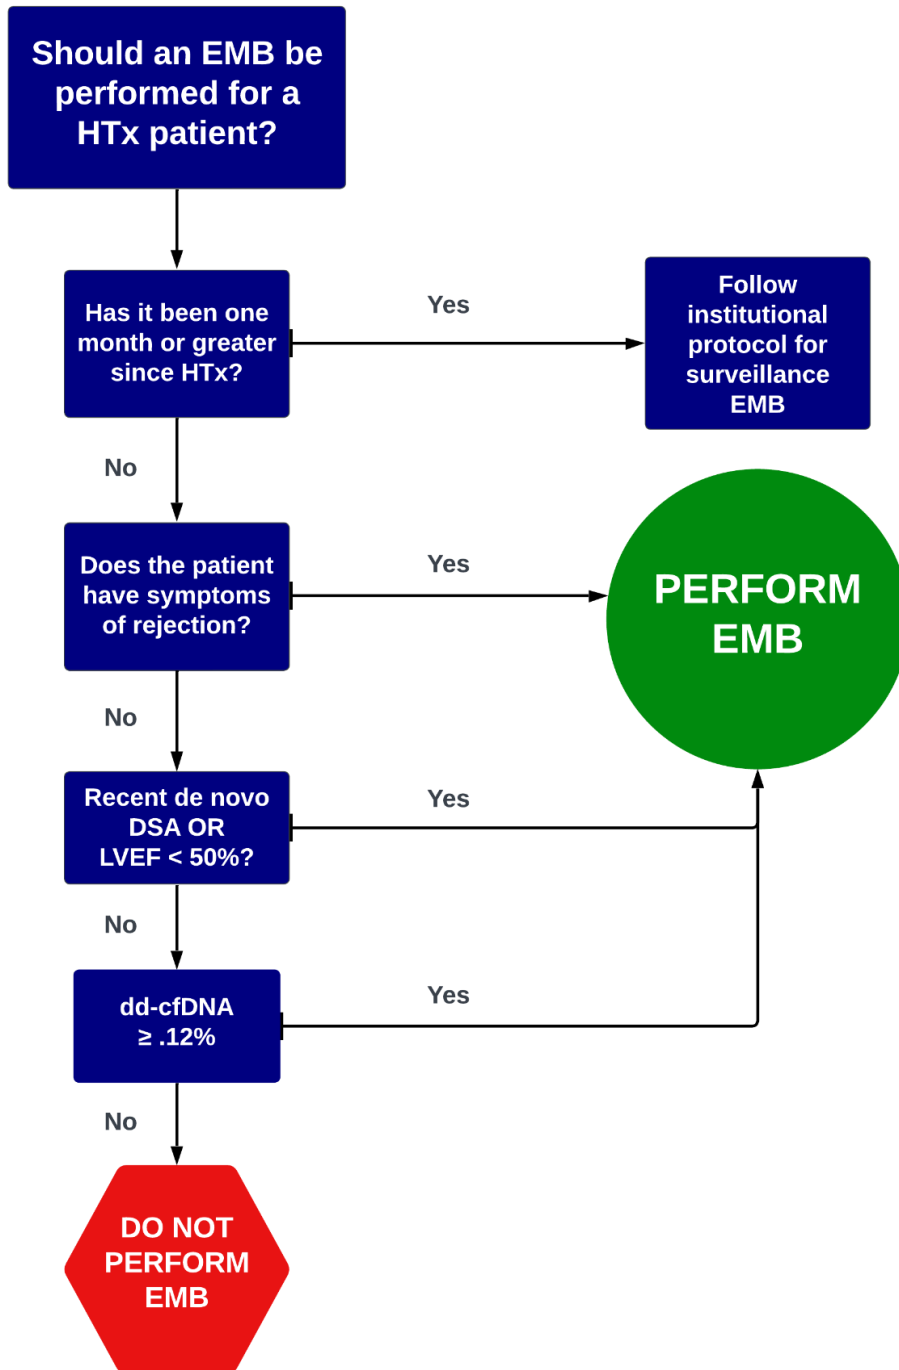 Should an EMB be
performed for a
HTx patient?
Has it been one
month or greater
since HTx?
Yes
Follow
institutional
protocol for
surveillance
EMB
No
Does the patient
have symptoms
of rejection?
Yes
PERFORM
EMB
No
Recent de novo
DSA OR
LVEF < 50%?
Yes
No
dd-cfDNA
≥ .12%
Yes
No
DO NOT
PERFORM
EMB